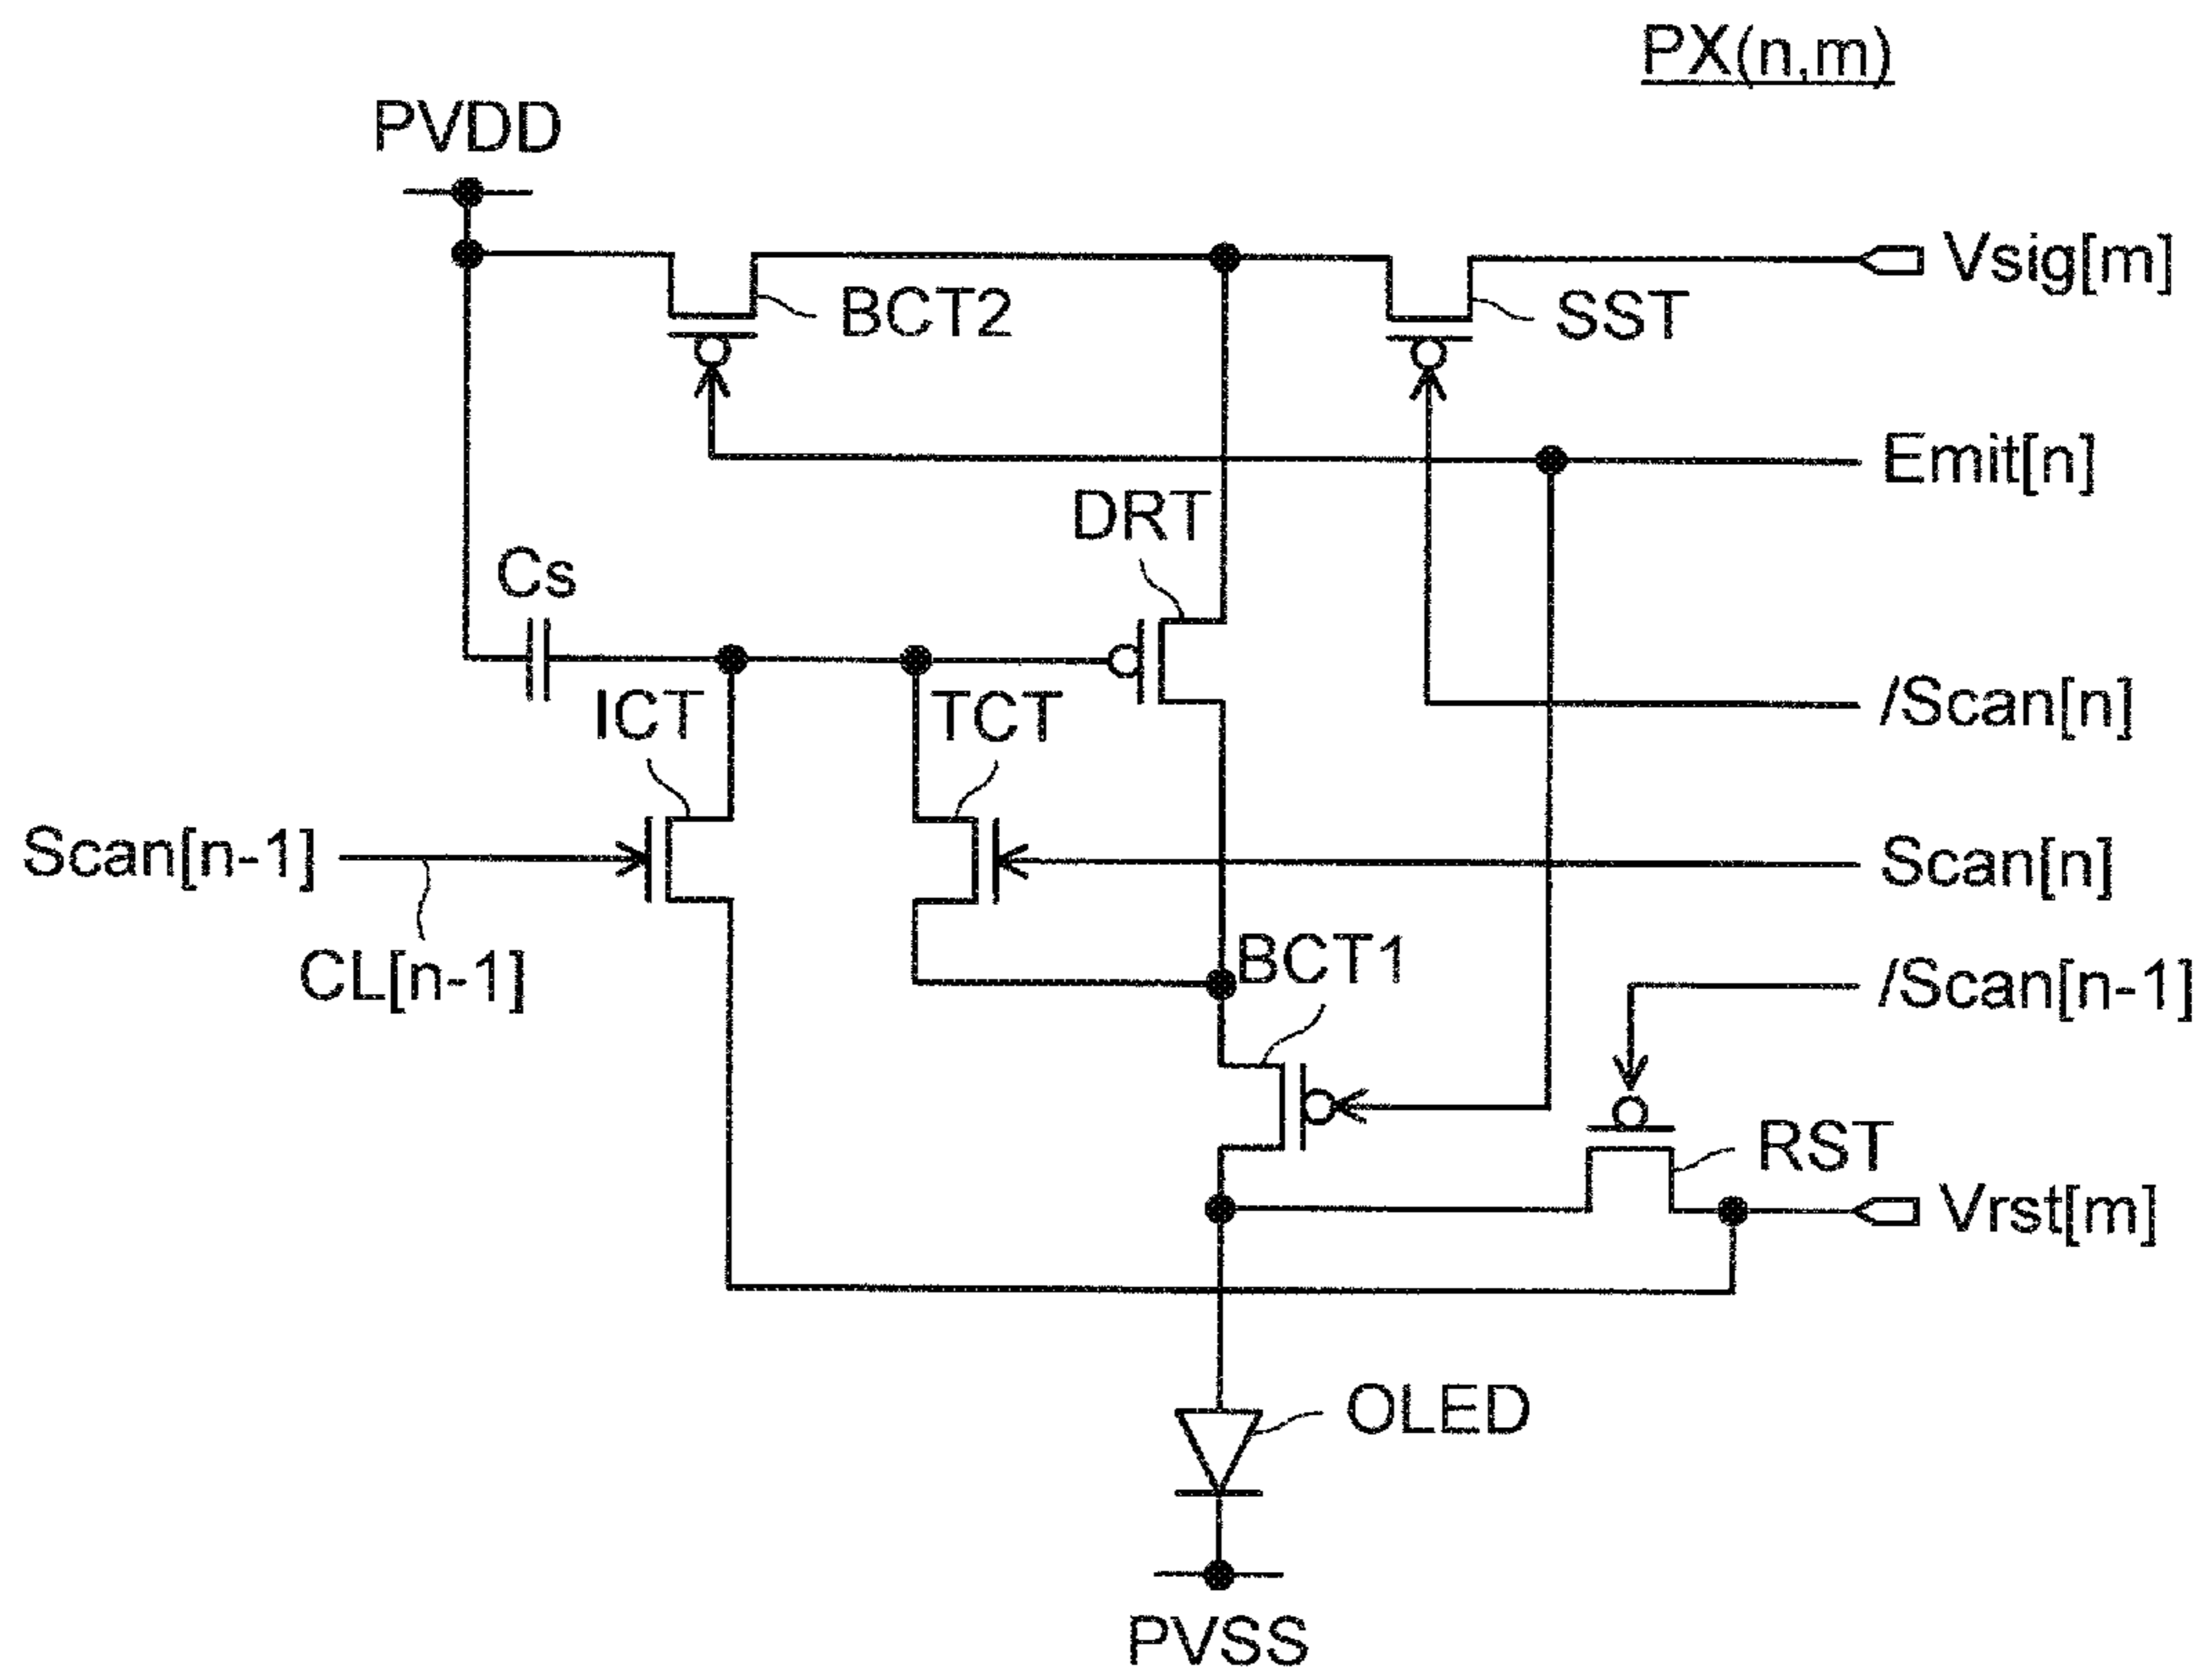 PX(n,m)
PVDD
Vsig[m]
BCT2
SST
Emit[n]
DRT
Cs
ICT
TCT
/Scan[n]
Scan[n-1]
Scan[n]
BCT1
CL[n-1]
/Scan[n-1]
RST
Vrst[m]
OLED
PVSS